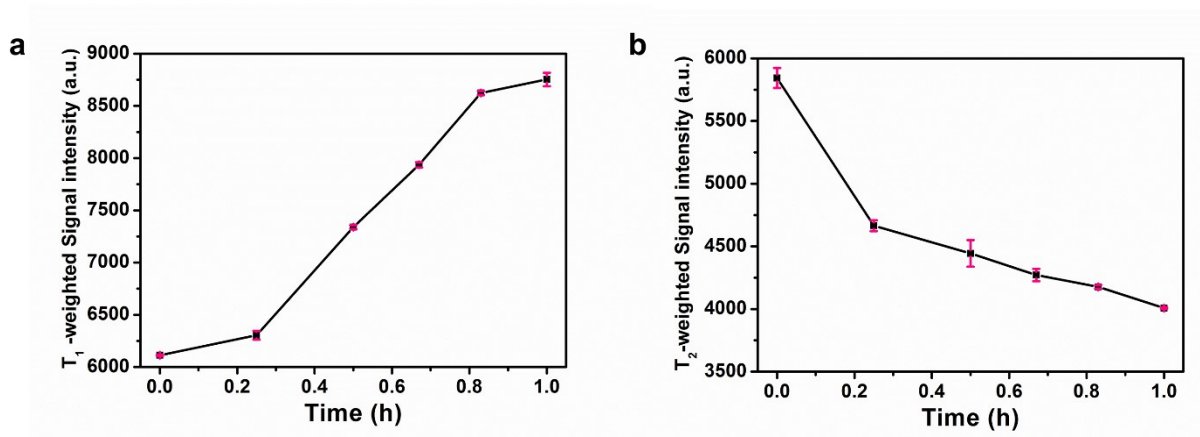 a
T₁ -weighted Signal intensity (a.u.)
9000
8500
8000
7500
7000
6500
6000
0.0 0.2 0.4 0.6 0.8 1.0
Time (h)
b
T₂-weighted Signal intensity (a.u.)
6000
5500
5000
4500
4000
3500
0.0 0.2 0.4 0.6 0.8 1.0
Time (h)